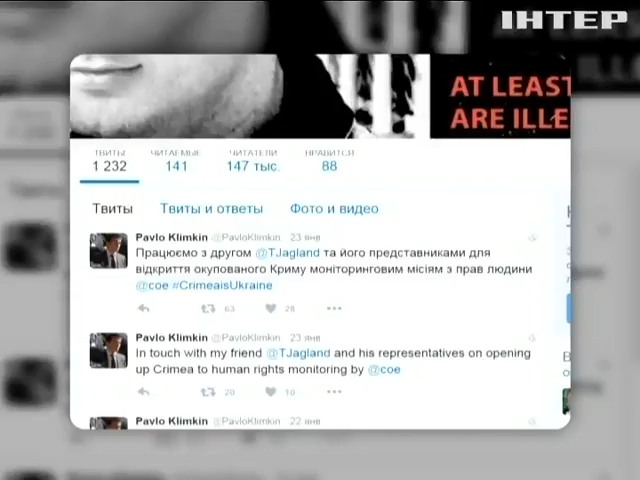 ІНТЕР
AT LEAST
ARE ILLE
ТВИТЫ ЧИТАЕМЫЕ ЧИТАТЕЛИ НРАВИТСЯ
1 232 141 147 тыс. 88
Твиты Твиты и ответы Фото и видео
Pavlo Klimkin @PavloKlimkin 23 янв
Працюємо з другом @TJagland та його представниками для
відкриття окупованого Криму моніторинговим місіям з прав людини
@coe #CrimeaisUkraine
63 28
Pavlo Klimkin @PavloKlimkin 23 янв
In touch with my friend @TJagland and his representatives on opening
up Crimea to human rights monitoring by @coe
20 10
Pavlo Klimkin @PavloKlimkin 22 янв